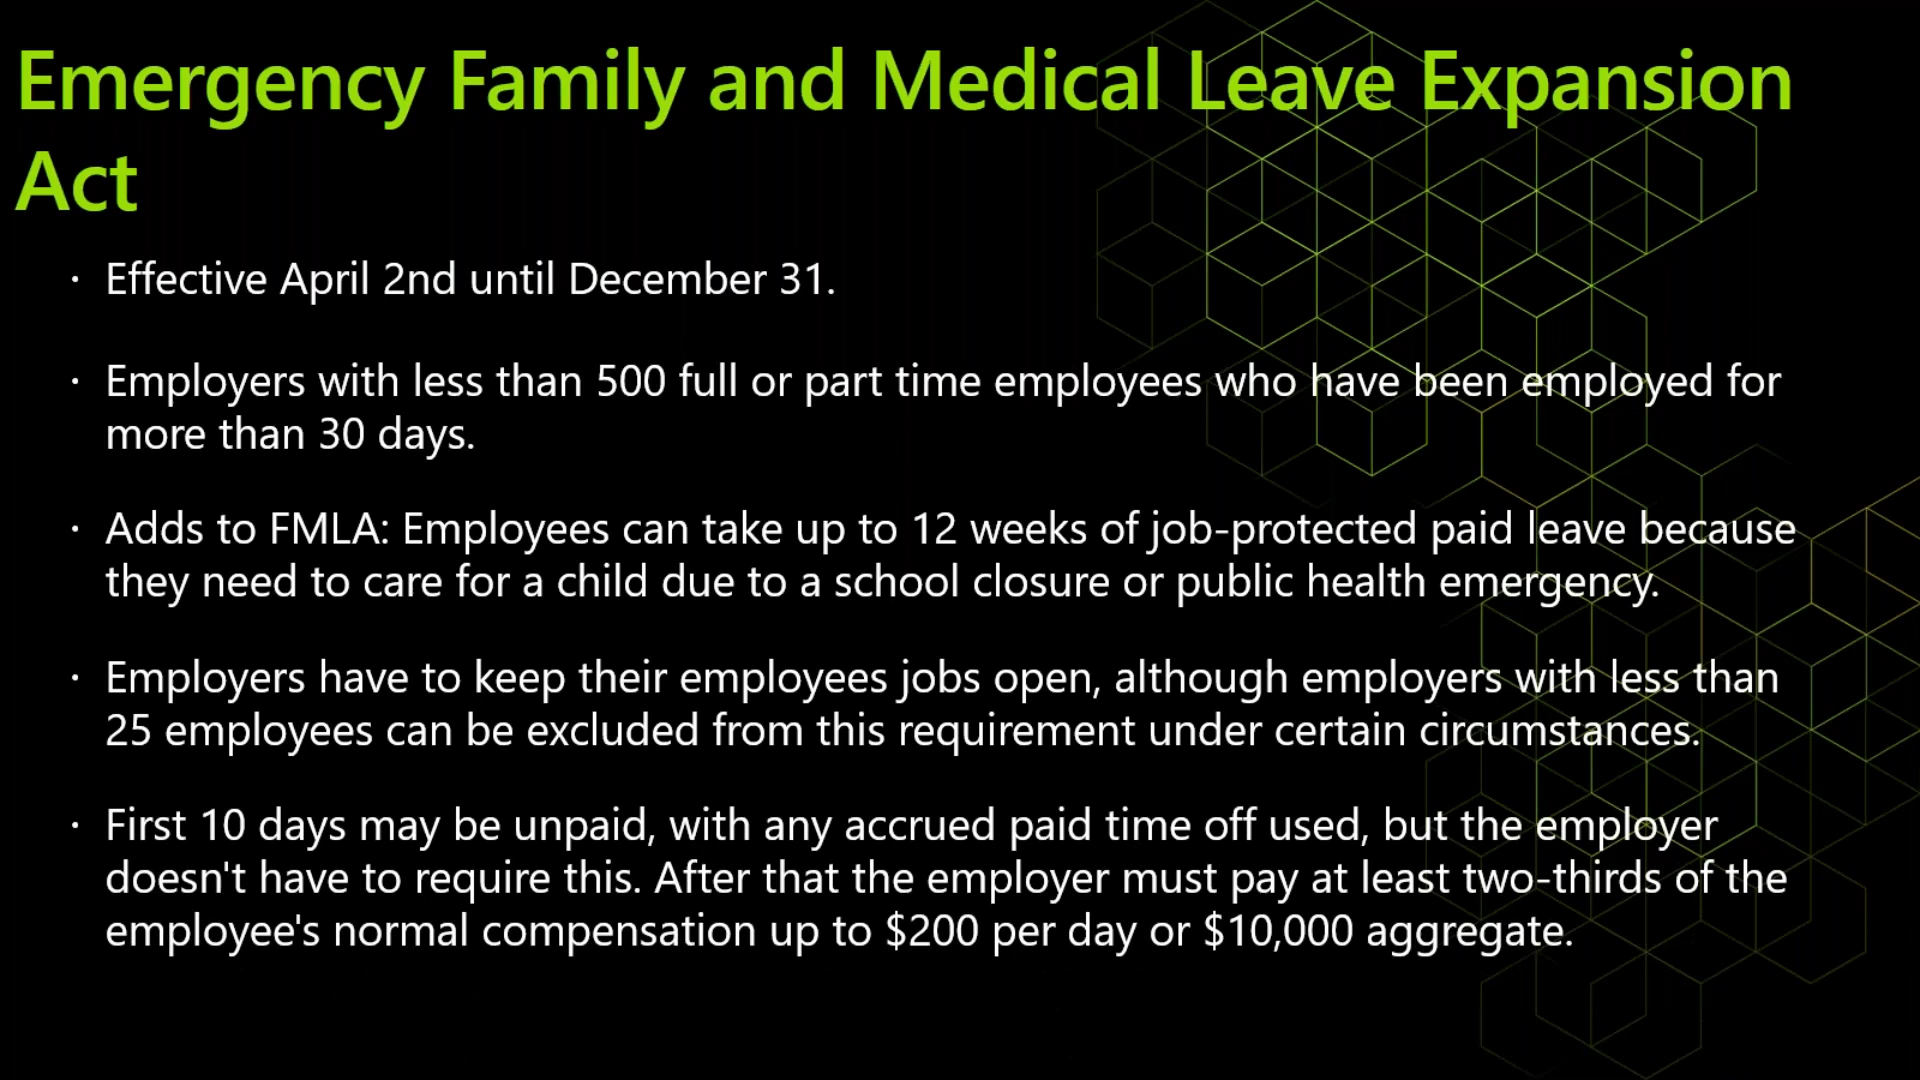 Emergency Family and Medical Leave Expansion
Act
· Effective April 2nd until December 31.
· Employers with less than 500 full or part time employees who have been employed for
more than 30 days.
· Adds to FMLA: Employees can take up to 12 weeks of job-protected paid leave because
they need to care for a child due to a school closure or public health emergency.
· Employers have to keep their employees jobs open, although employers with less than
25 employees can be excluded from this requirement under certain circumstances.
· First 10 days may be unpaid, with any accrued paid time off used, but the employer
doesn't have to require this. After that the employer must pay at least two-thirds of the
employee's normal compensation up to $200 per day or $10,000 aggregate.